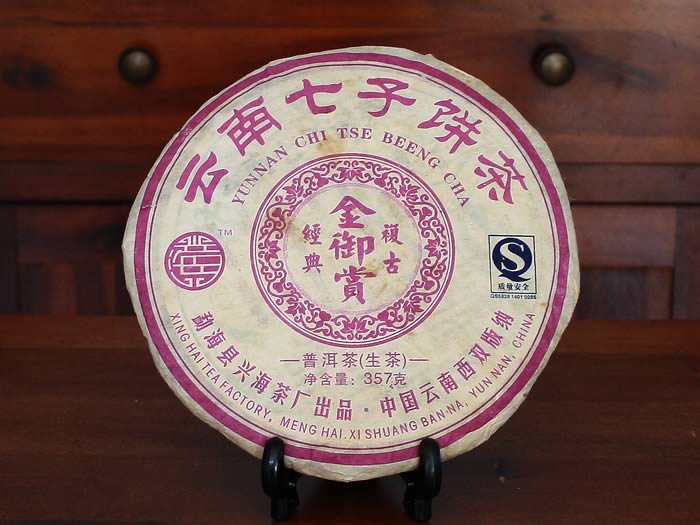 云南七子饼茶
YUNNAN CHI TSE BEENG CHA
金御赏
復古
經典
TM
质量安全
QS5328 1401 0285
—普洱茶(生茶)—
净含量：357克
勐海县兴海茶厂出品·中国云南西双版纳
XING HAI TEA FACTORY, MENG HAI.XI SHUANG BAN-NA, YUN NAN, CHINA